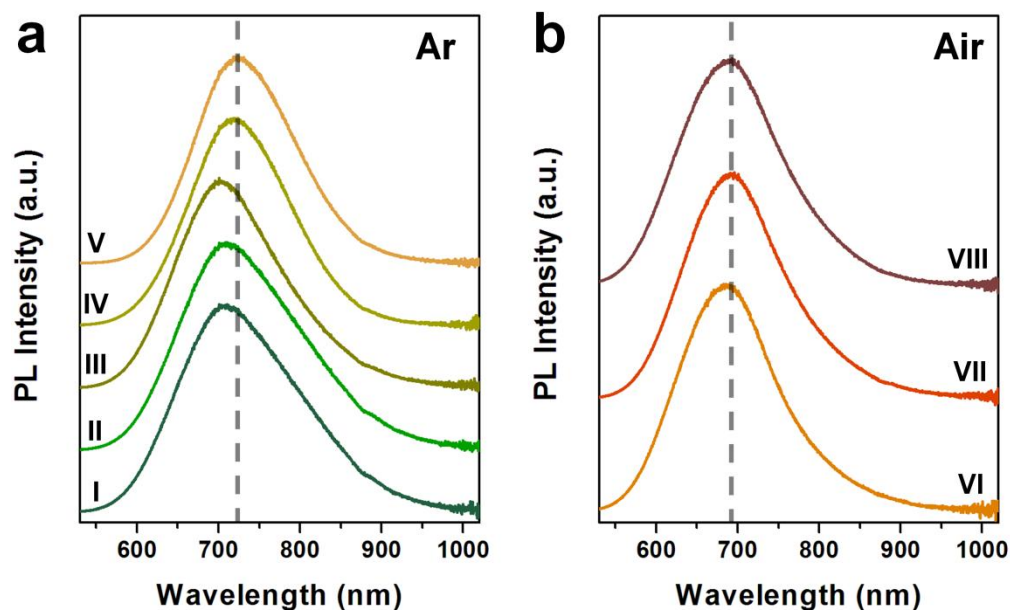 a
Ar
PL Intensity (a.u.)
V
IV
III
II
I
600 700 800 900 1000
Wavelength (nm)
b
Air
PL Intensity (a.u.)
VIII
VII
VI
600 700 800 900 1000
Wavelength (nm)